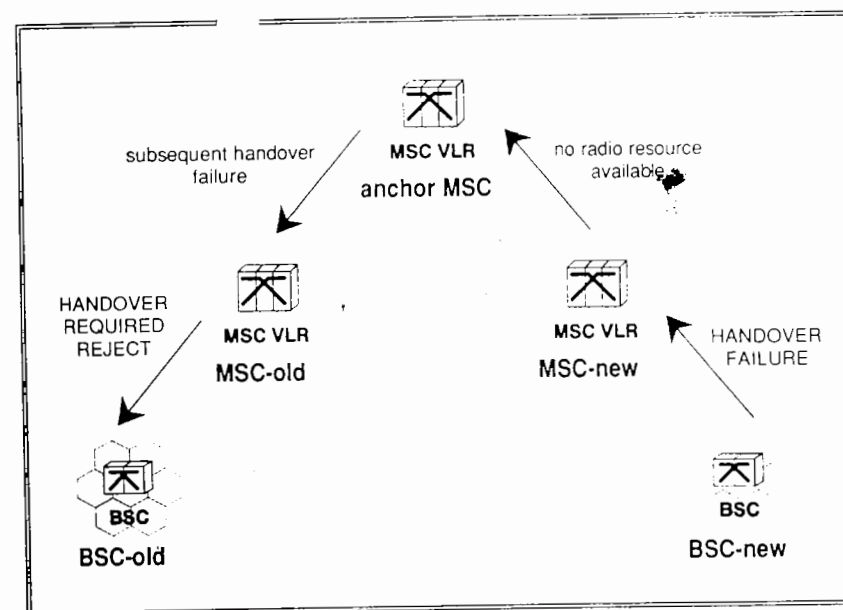 MSC VLR
anchor MSC
subsequent handover
failure
no radio resource
available
MSC VLR
MSC-old
MSC VLR
MSC-new
HANDOVER
REQUIRED
REJECT
HANDOVER
FAILURE
BSC
BSC-old
BSC
BSC-new